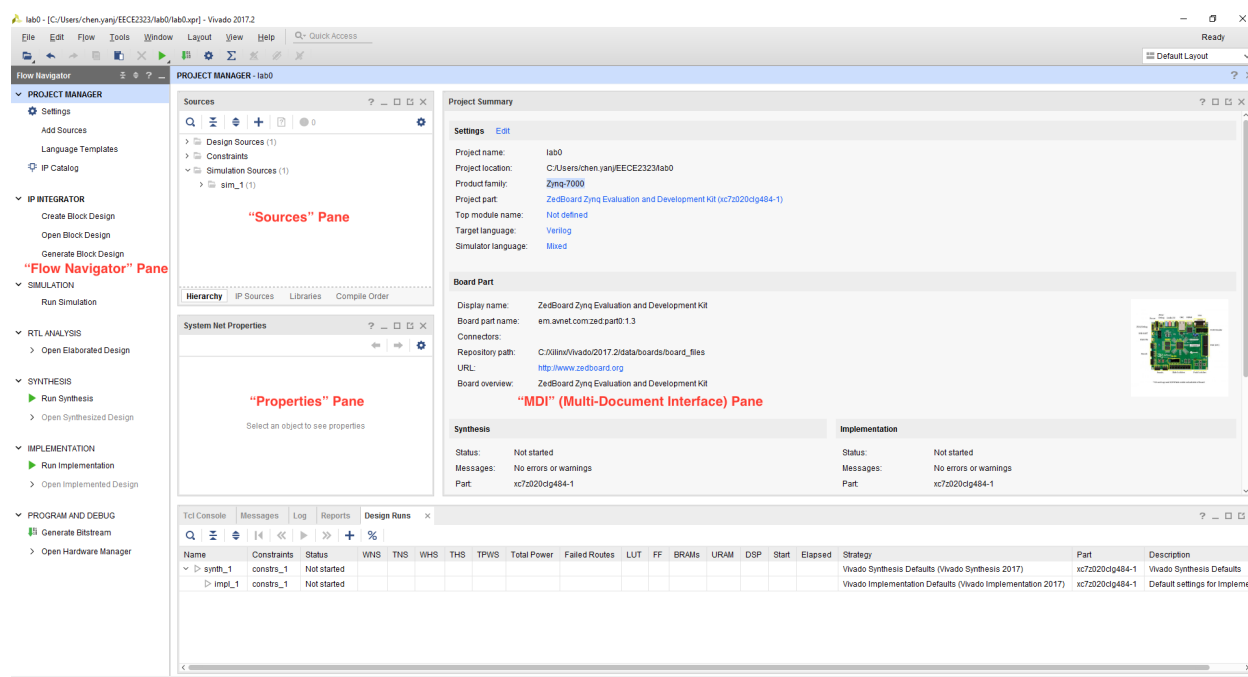 lab0 - [C:/Users/chen.yanj/EECE2323/lab0/lab0.xpr] - Vivado 2017.2
File Edit Flow Tools Window Layout View Help Quick Access
Ready
Default Layout
Flow Navigator
PROJECT MANAGER - lab0
PROJECT MANAGER
Settings
Add Sources
Language Templates
IP Catalog
IP INTEGRATOR
Create Block Design
Open Block Design
Generate Block Design
“Flow Navigator” Pane
SIMULATION
Run Simulation
RTL ANALYSIS
Open Elaborated Design
SYNTHESIS
Run Synthesis
Open Synthesized Design
IMPLEMENTATION
Run Implementation
Open Implemented Design
PROGRAM AND DEBUG
Generate Bitstream
Open Hardware Manager
Sources
0
Design Sources (1)
Constraints
Simulation Sources (1)
sim_1 (1)
“Sources” Pane
Hierarchy IP Sources Libraries Compile Order
System Net Properties
“Properties” Pane
Select an object to see properties
Project Summary
Settings Edit
Project name: lab0
Project location: C:/Users/chen.yanj/EECE2323/lab0
Product family: Zynq-7000
Project part: ZedBoard Zynq Evaluation and Development Kit (xc7z020clg484-1)
Top module name: Not defined
Target language: Verilog
Simulator language: Mixed
Board Part
Display name: ZedBoard Zynq Evaluation and Development Kit
Board part name: em.avnet.com:zed:part0:1.3
Connectors:
Repository path: C:/Xilinx/Vivado/2017.2/data/boards/board_files
URL: http://www.zedboard.org
Board overview: ZedBoard Zynq Evaluation and Development Kit
“MDI” (Multi-Document Interface) Pane
Synthesis
Status: Not started
Messages: No errors or warnings
Part: xc7z020clg484-1
Implementation
Status: Not started
Messages: No errors or warnings
Part: xc7z020clg484-1
Tcl Console Messages Log Reports Design Runs
Name Constraints Status WNS TNS WHS THS TPWS Total Power Failed Routes LUT FF BRAMs URAM DSP Start Elapsed Strategy Part Description
synth_1 constrs_1 Not started Vivado Synthesis Defaults (Vivado Synthesis 2017) xc7z020clg484-1 Vivado Synthesis Defaults
impl_1 constrs_1 Not started Vivado Implementation Defaults (Vivado Implementation 2017) xc7z020clg484-1 Default settings for Impleme